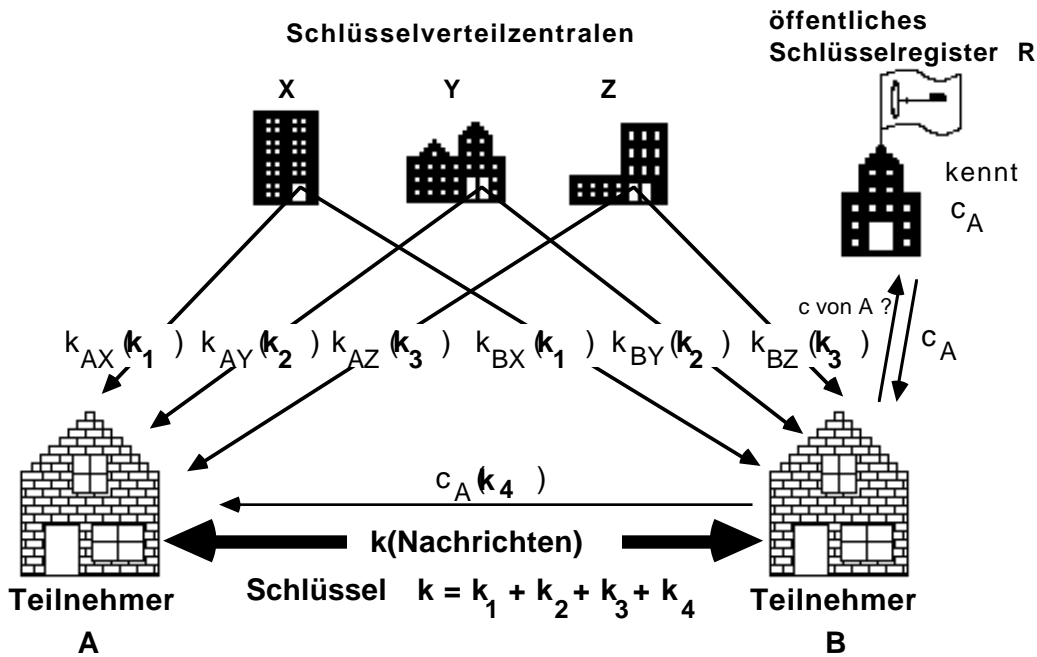 Schlüsselverteilzentralen
öffentliches
Schlüsselregister R
X Y Z
kennt
c_A
c von A ?
k_AX(k_1) k_AY(k_2) k_AZ(k_3) k_BX(k_1) k_BY(k_2) k_BZ(k_3)
c_A
c_A(k_4)
k(Nachrichten)
Schlüssel k = k_1 + k_2 + k_3 + k_4
Teilnehmer
A
Teilnehmer
B